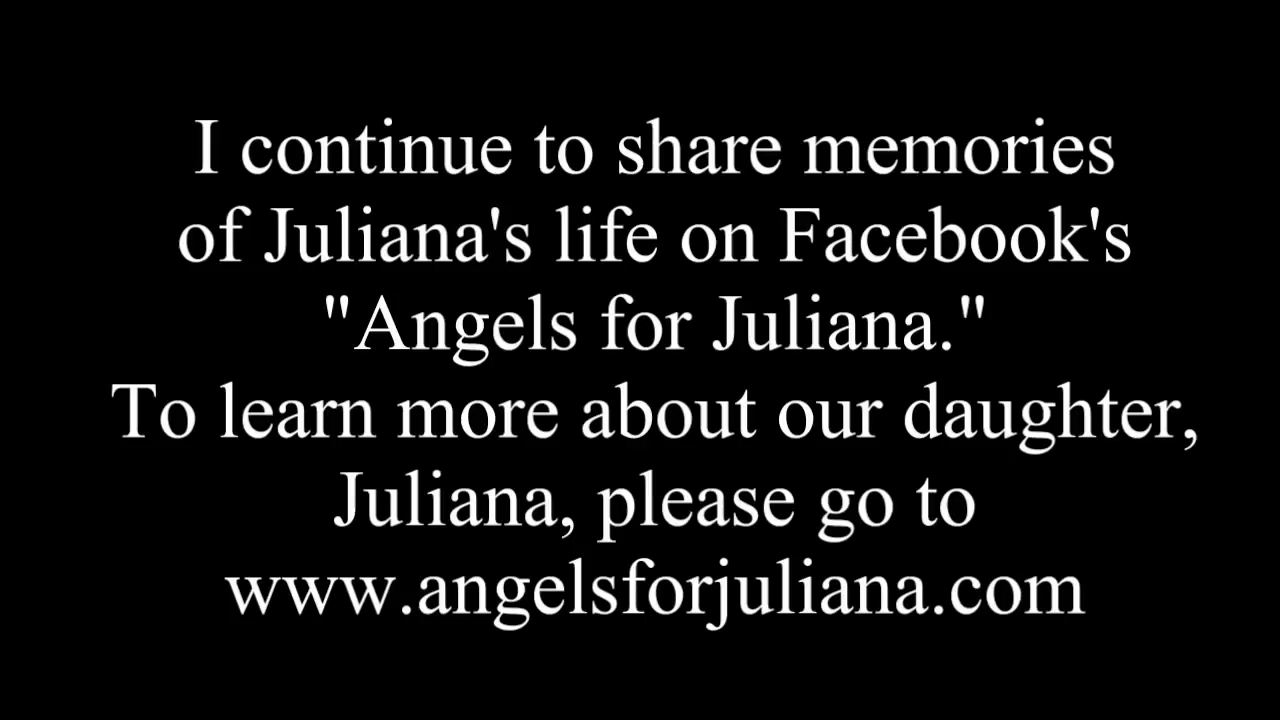 I continue to share memories
of Juliana's life on Facebook's
"Angels for Juliana."
To learn more about our daughter,
Juliana, please go to
www.angelsforjuliana.com